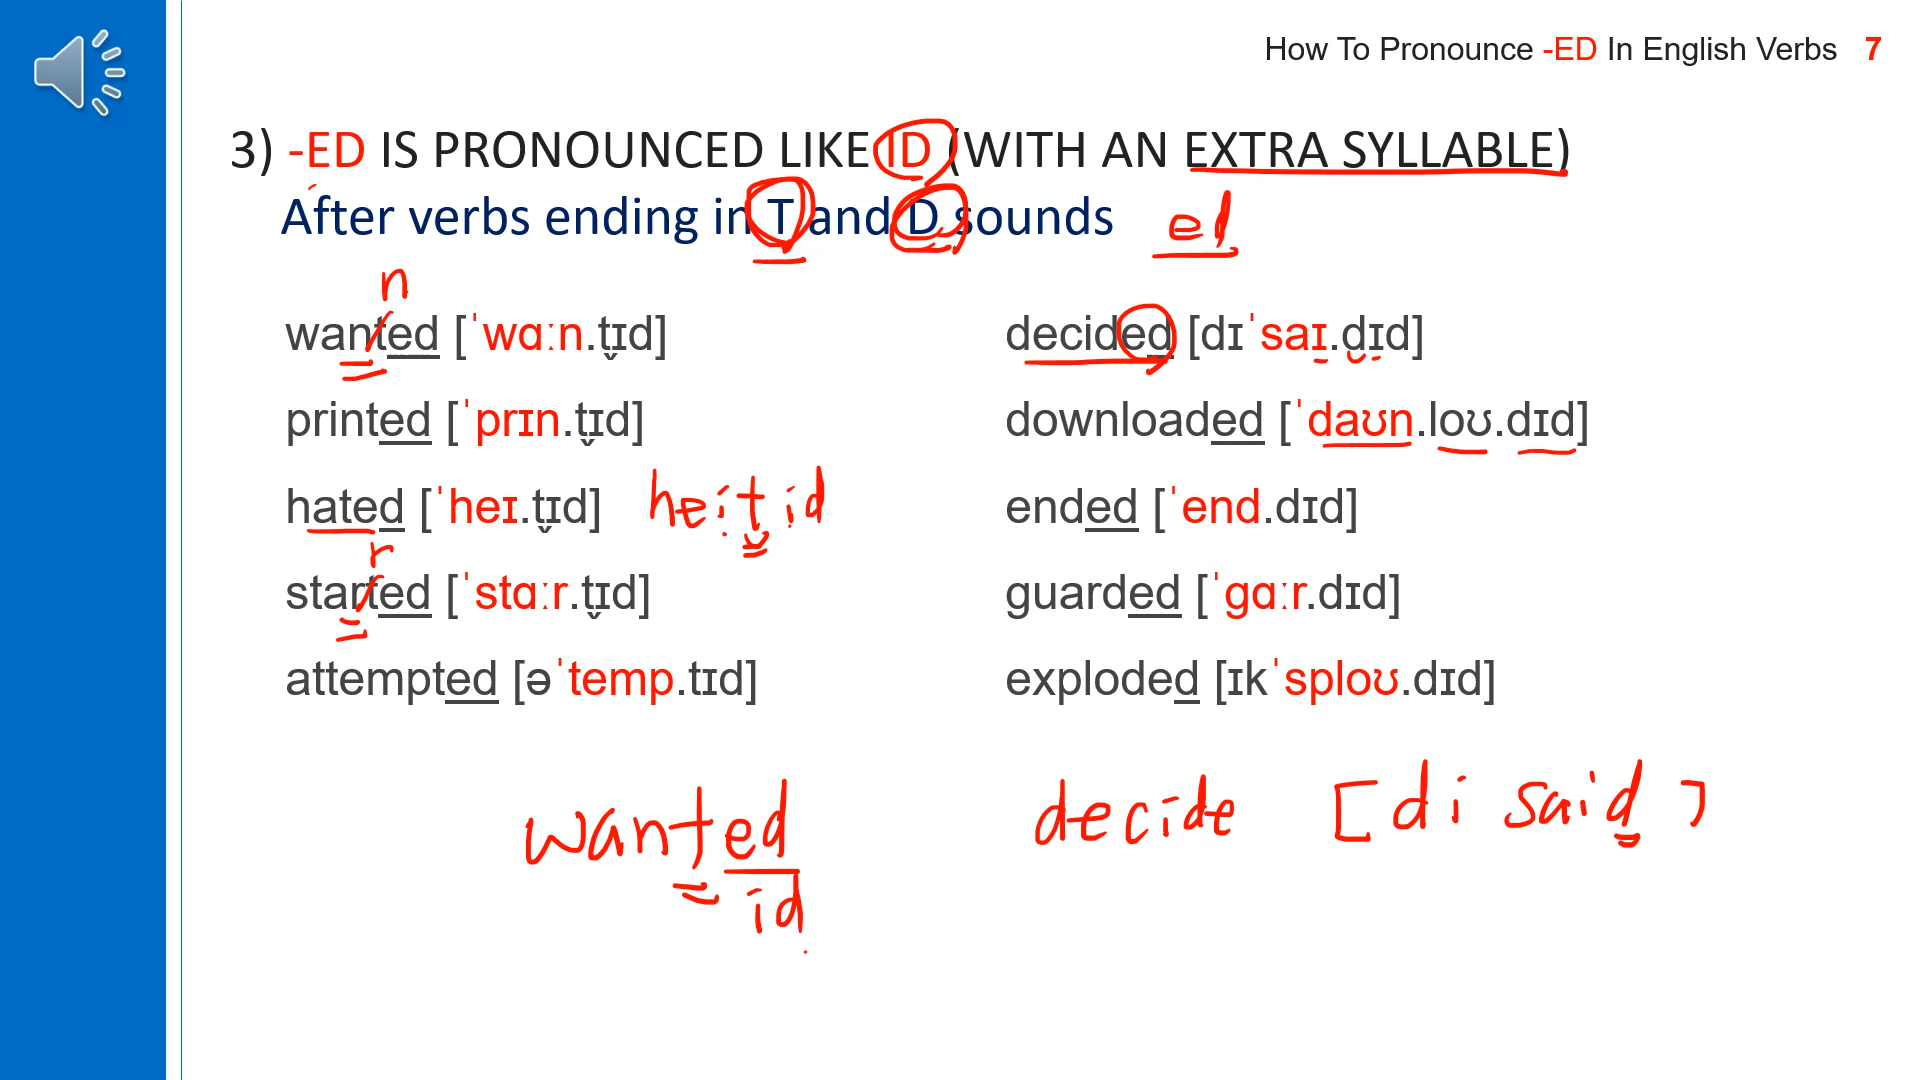 How To Pronounce -ED In English Verbs 7
3) -ED IS PRONOUNCED LIKE ID (WITH AN EXTRA SYLLABLE)
After verbs ending in T and D sounds
ed
n
wanted [ˈwɑːn.t̬ɪd]
decided [dɪˈsaɪ.dɪd]
printed [ˈprɪn.t̬ɪd]
downloaded [ˈdaʊn.loʊ.dɪd]
hated [ˈheɪ.t̬ɪd]
heitid
ended [ˈend.dɪd]
r
started [ˈstɑːr.t̬ɪd]
guarded [ˈgɑːr.dɪd]
attempted [əˈtemp.tɪd]
exploded [ɪkˈsploʊ.dɪd]
wanted
decide [di said]
id